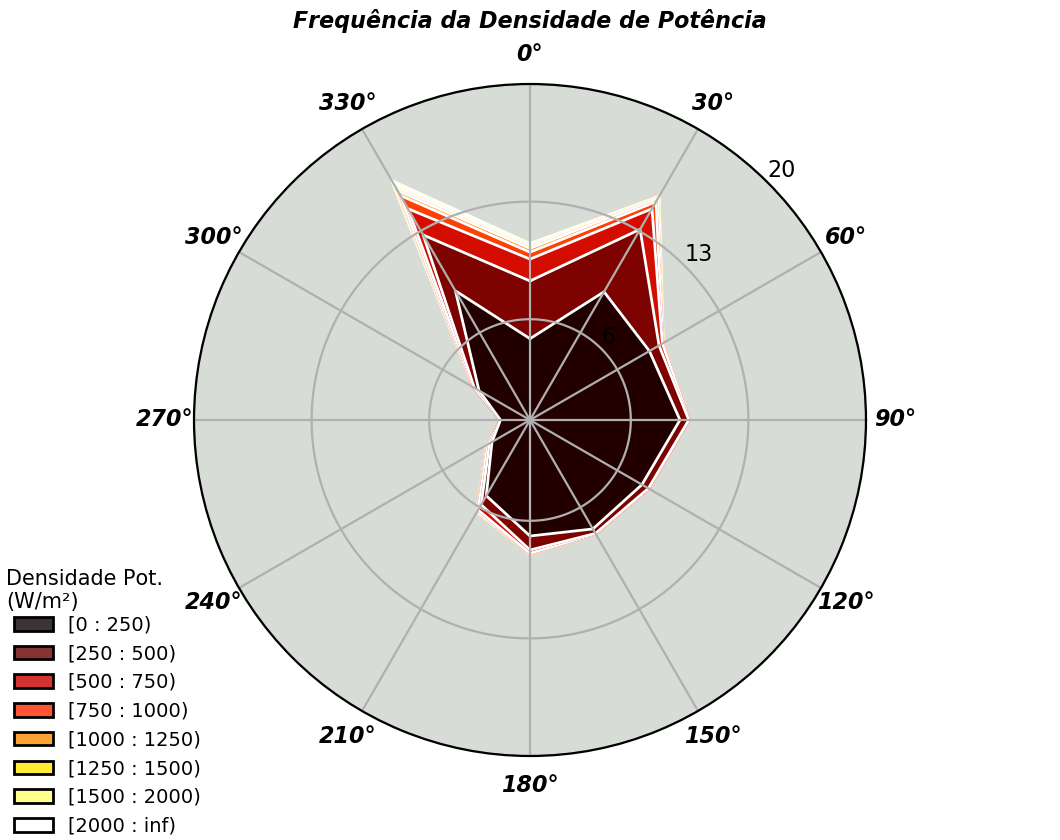 Frequência da Densidade de Potência
0°
330°
30°
20
300°
60°
13
6
270°
90°
240°
120°
210°
150°
180°
Densidade Pot.
(W/m²)
[0 : 250)
[250 : 500)
[500 : 750)
[750 : 1000)
[1000 : 1250)
[1250 : 1500)
[1500 : 2000)
[2000 : inf)